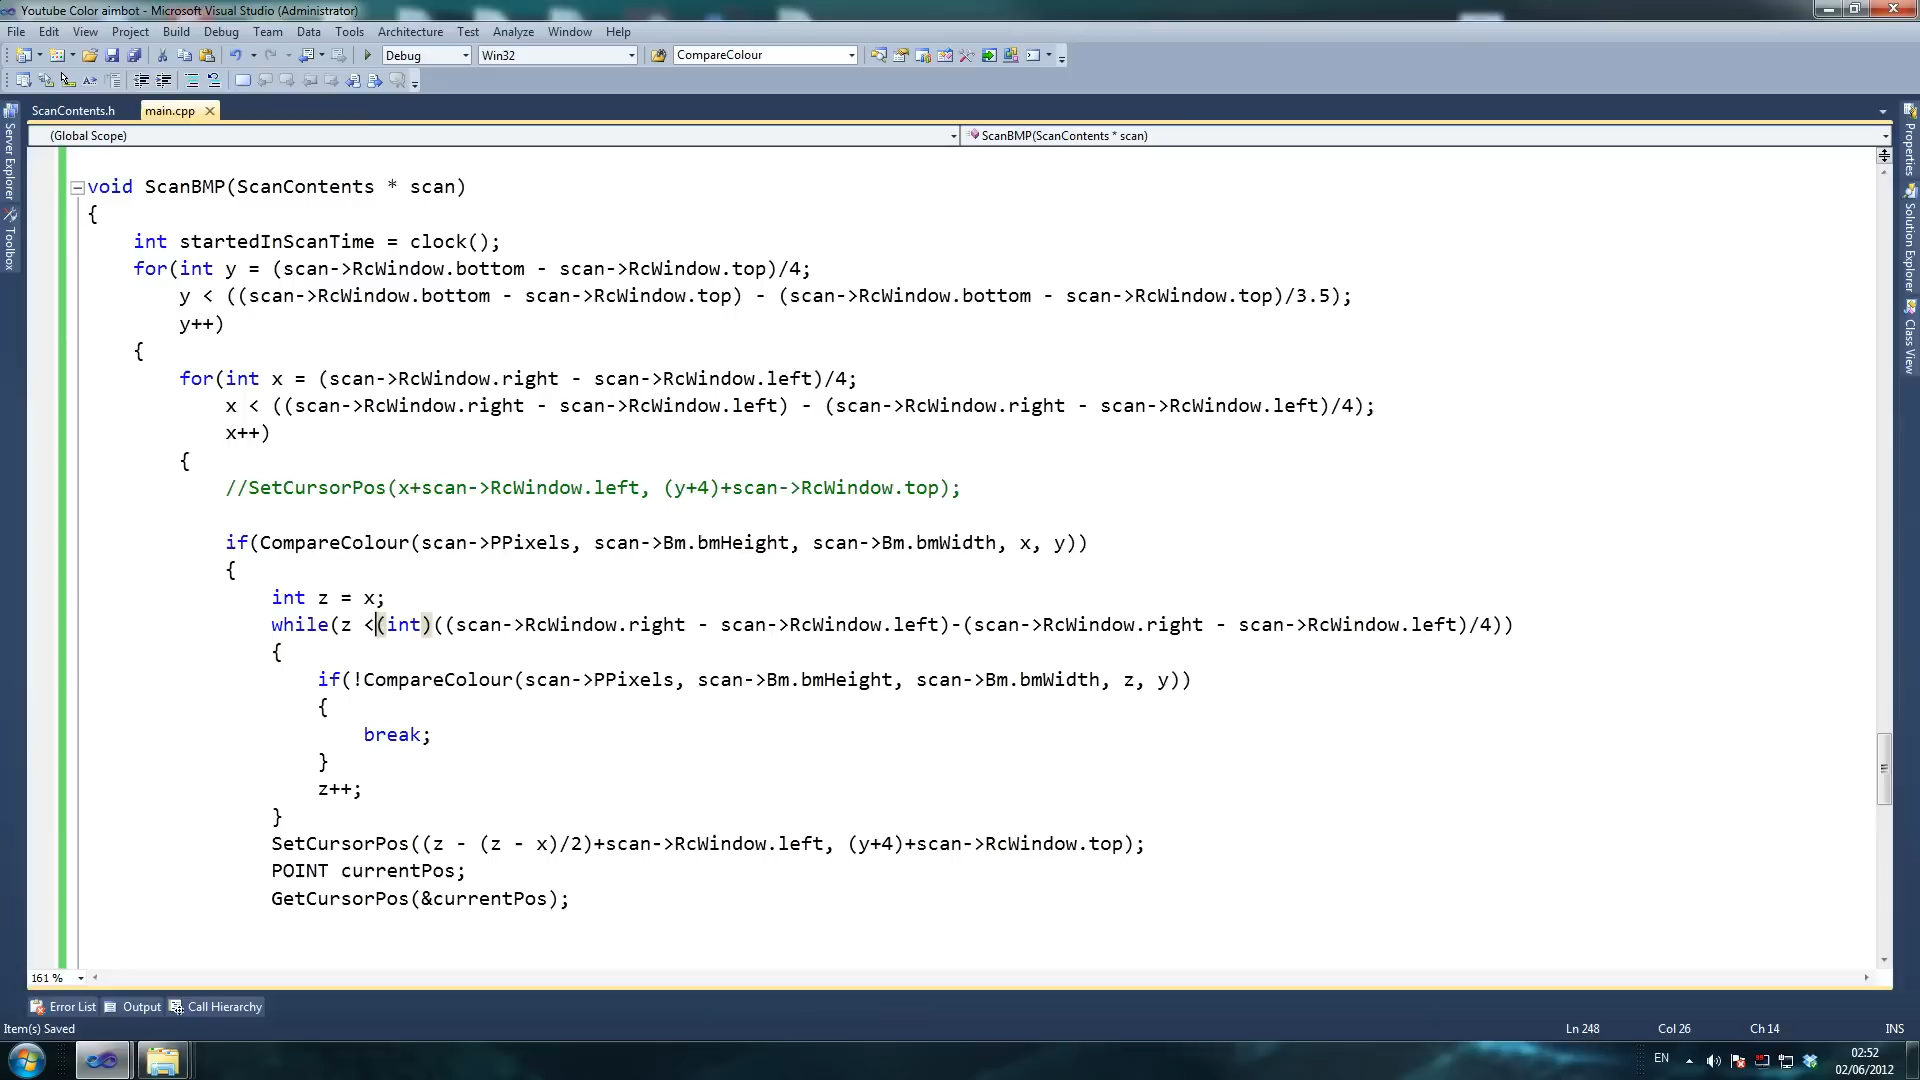 Youtube Color aimbot - Microsoft Visual Studio (Administrator)
File Edit View Project Build Debug Team Data Tools Architecture Test Analyze Window Help
Debug Win32 CompareColour
ScanContents.h main.cpp
(Global Scope) ScanBMP(ScanContents * scan)
Server Explorer
Toolbox
Properties
Solution Explorer
Class View
void ScanBMP(ScanContents * scan)
{
int startedInScanTime = clock();
for(int y = (scan->RcWindow.bottom - scan->RcWindow.top)/4;
y < ((scan->RcWindow.bottom - scan->RcWindow.top) - (scan->RcWindow.bottom - scan->RcWindow.top)/3.5);
y++)
{
for(int x = (scan->RcWindow.right - scan->RcWindow.left)/4;
x < ((scan->RcWindow.right - scan->RcWindow.left) - (scan->RcWindow.right - scan->RcWindow.left)/4);
x++)
{
//SetCursorPos(x+scan->RcWindow.left, (y+4)+scan->RcWindow.top);
if(CompareColour(scan->PPixels, scan->Bm.bmHeight, scan->Bm.bmWidth, x, y))
{
int z = x;
while(z <(int)((scan->RcWindow.right - scan->RcWindow.left)-(scan->RcWindow.right - scan->RcWindow.left)/4))
{
if(!CompareColour(scan->PPixels, scan->Bm.bmHeight, scan->Bm.bmWidth, z, y))
{
break;
}
z++;
}
SetCursorPos((z - (z - x)/2)+scan->RcWindow.left, (y+4)+scan->RcWindow.top);
POINT currentPos;
GetCursorPos(&currentPos);
161 %
Error List Output Call Hierarchy
Item(s) Saved Ln 248 Col 26 Ch 14 INS
EN 02:52
02/06/2012